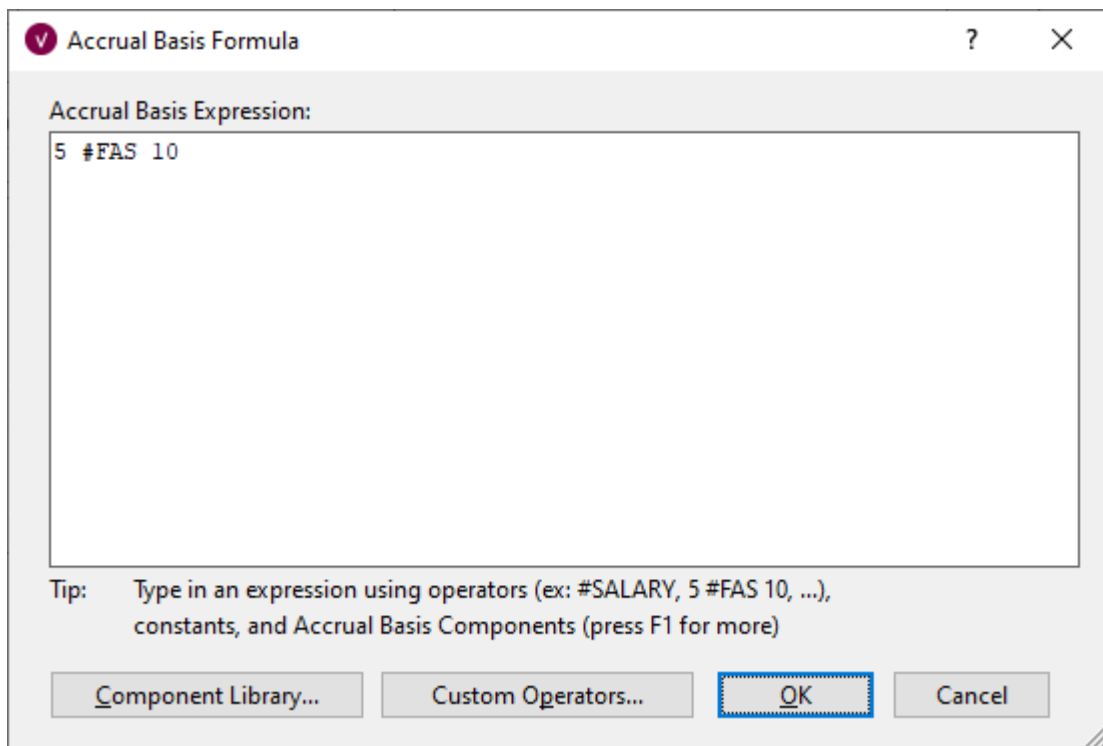 V Accrual Basis Formula ?
Accrual Basis Expression:
5 #FAS 10
Tip: Type in an expression using operators (ex: #SALARY, 5 #FAS 10, ...),
constants, and Accrual Basis Components (press F1 for more)
Component Library... Custom Operators... OK Cancel